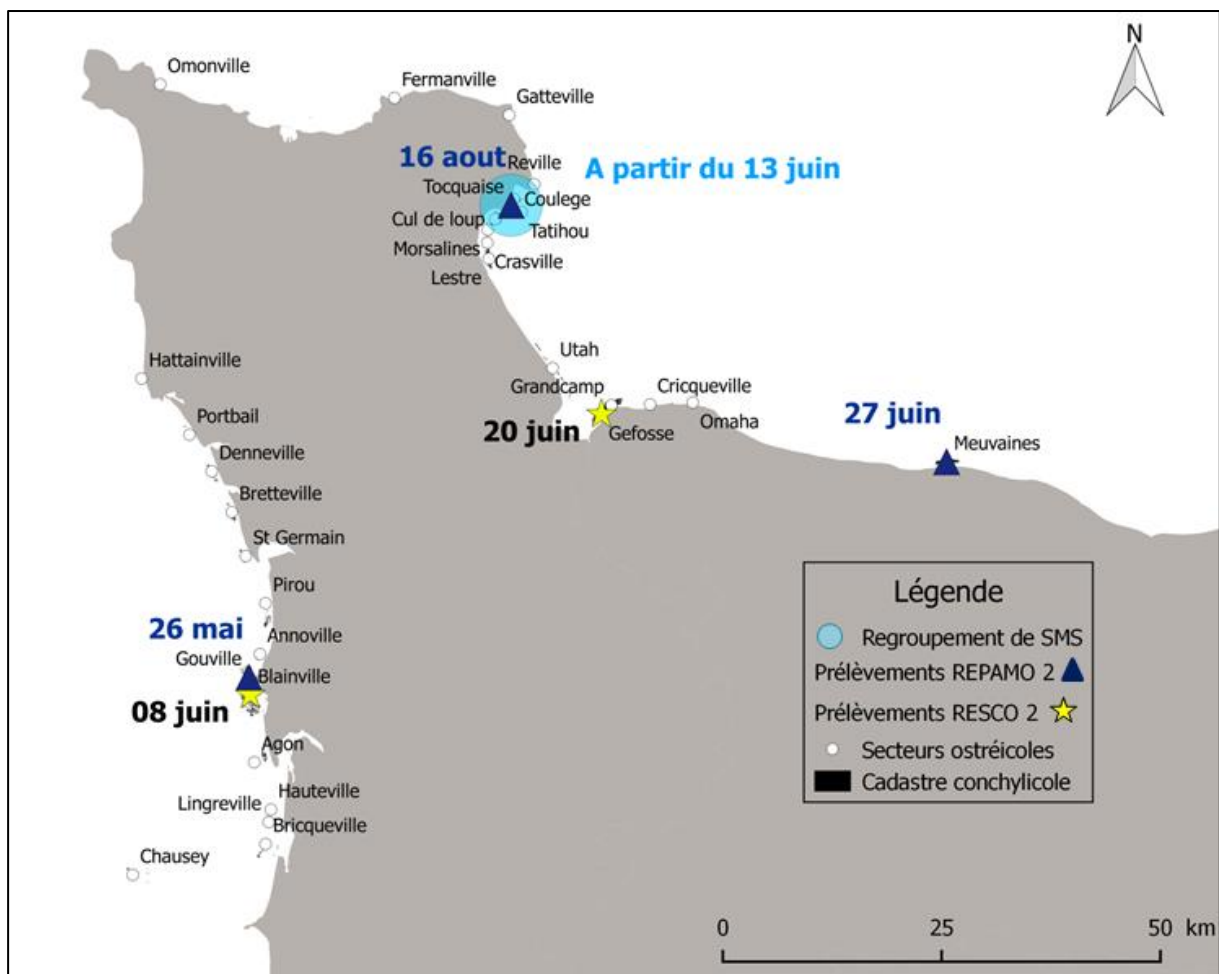 N
Omonville
Fermanville
Gatteville
16 aout
Reville
A partir du 13 juin
Tocquaise
Coulege
Cul de loup
Tatihou
Morsalines
Crasville
Lestre
Utah
Hattainville
Grandcamp
Cricqueville
Portbail
20 juin
Gefosse
Omaha
27 juin
Meuvaines
Denneville
Bretteville
St Germain
Pirou
26 mai
Annoville
Gouville
Blainville
08 juin
Agon
Hauteville
Lingreville
Bricqueville
Chausey
Légende
Regroupement de SMS
Prélèvements REPAMO 2
Prélèvements RESCO 2
Secteurs ostréicoles
Cadastre conchylicole
0 25 50 km